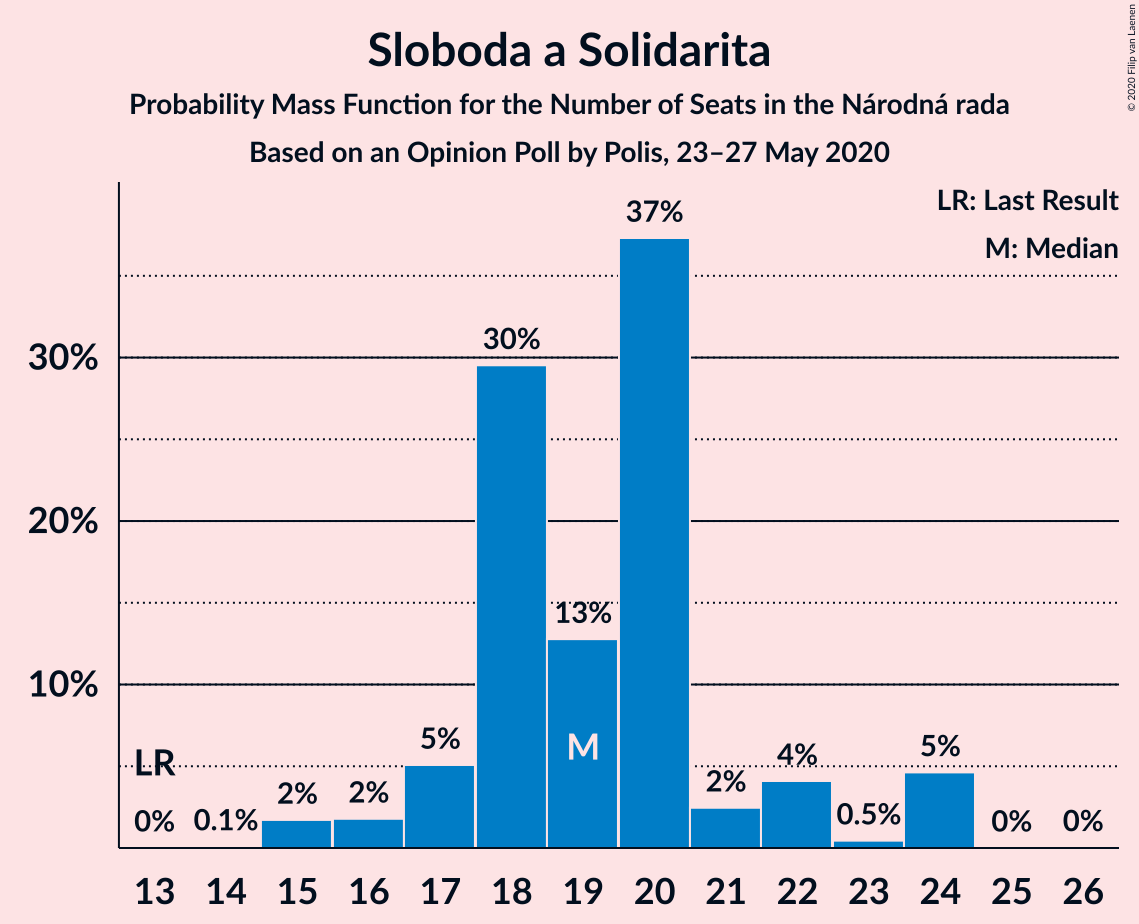 Sloboda a Solidarita
Probability Mass Function for the Number of Seats in the Národná rada
Based on an Opinion Poll by Polis, 23–27 May 2020
© 2020 Filip van Laenen
LR: Last Result
M: Median
30%
20%
10%
LR
0%
0.1%
2%
2%
5%
30%
13%
M
37%
2%
4%
0.5%
5%
0%
0%
13 14 15 16 17 18 19 20 21 22 23 24 25 26